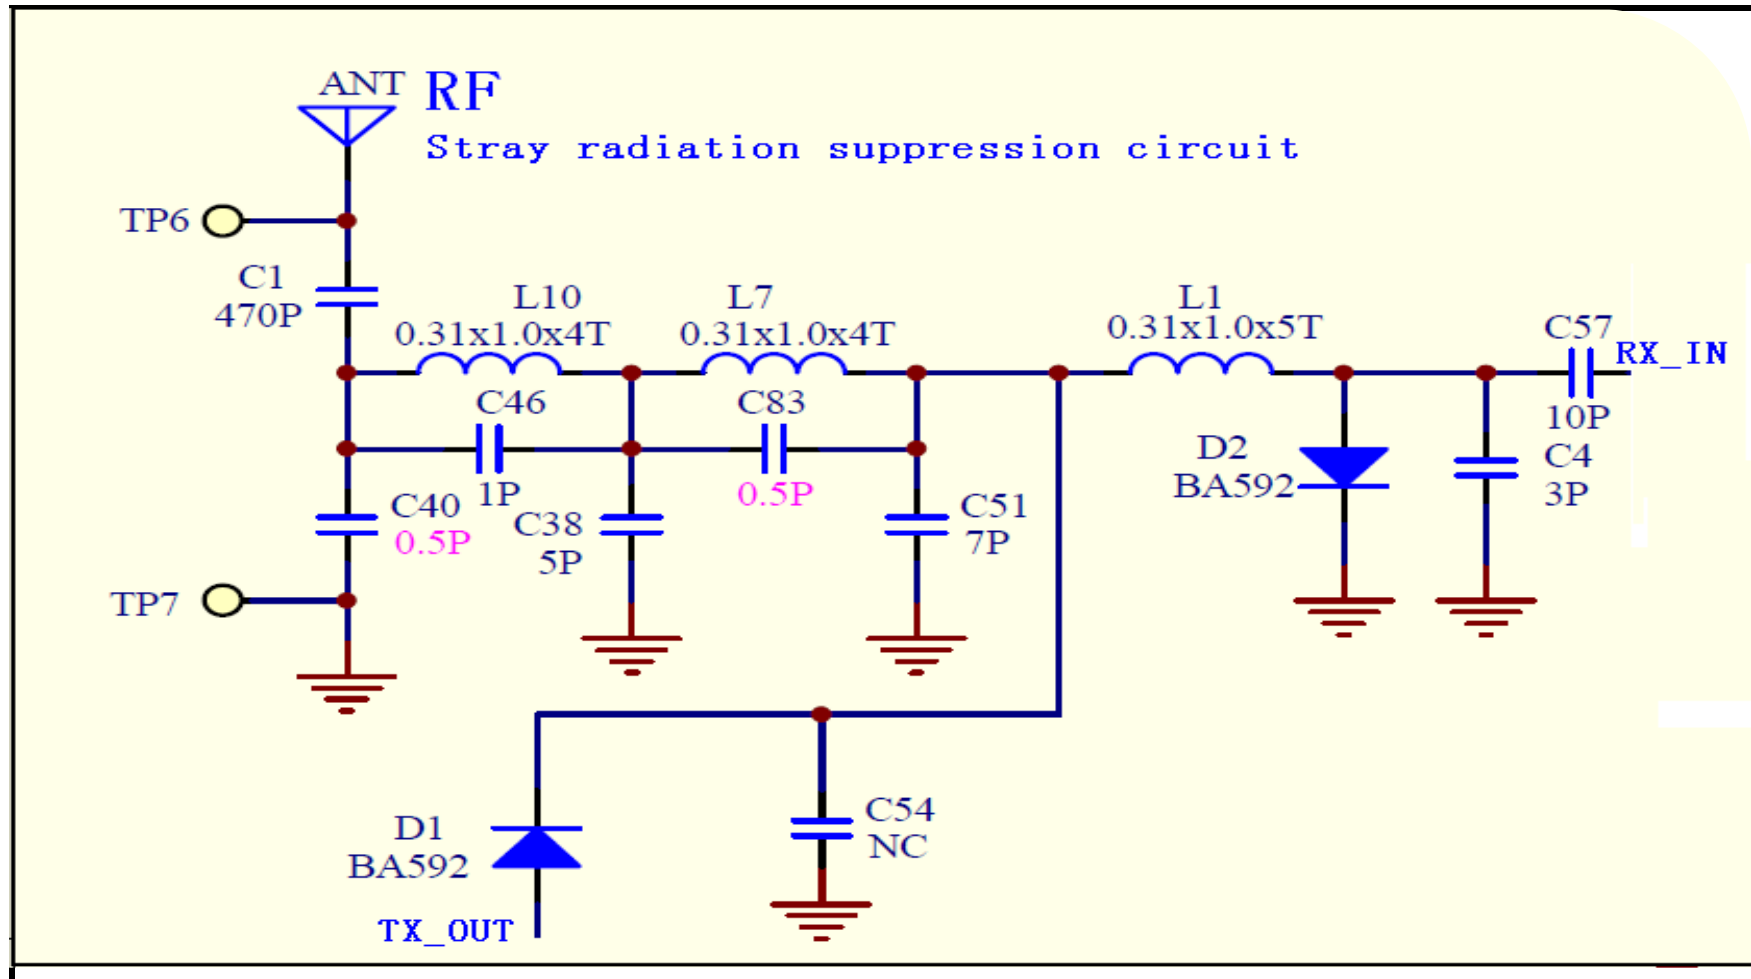 ANT
RF
Stray radiation suppression circuit
TP6
C1
470P
L10
0.31x1.0x4T
L7
0.31x1.0x4T
L1
0.31x1.0x5T
C57
RX_IN
10P
C46
1P
C83
0.5P
C40
0.5P
C38
5P
C51
7P
D2
BA592
C4
3P
TP7
D1
BA592
C54
NC
TX_OUT